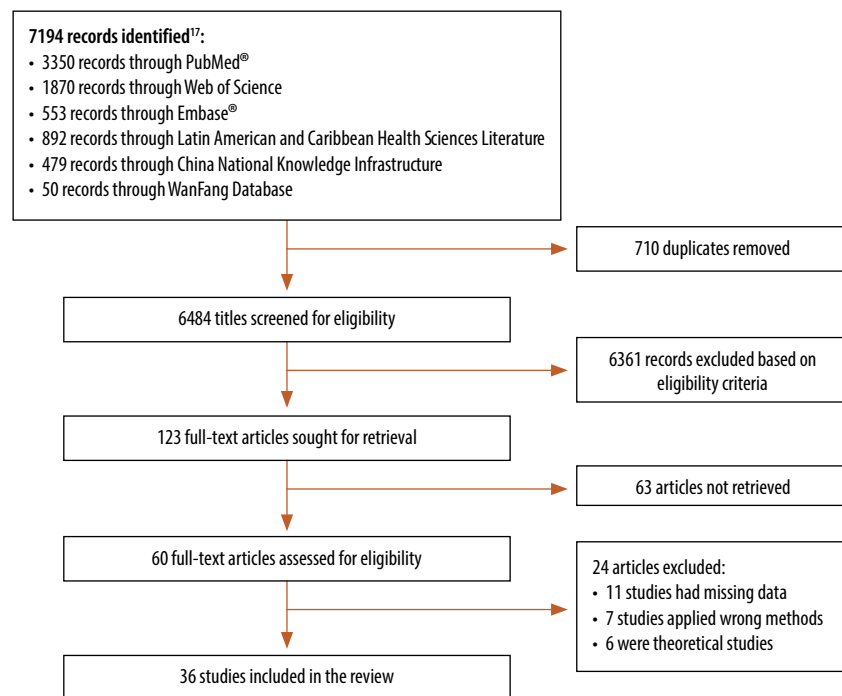 7194 records identified¹⁷:
• 3350 records through PubMed®
• 1870 records through Web of Science
• 553 records through Embase®
• 892 records through Latin American and Caribbean Health Sciences Literature
• 479 records through China National Knowledge Infrastructure
• 50 records through WanFang Database
710 duplicates removed
6484 titles screened for eligibility
6361 records excluded based on
eligibility criteria
123 full-text articles sought for retrieval
63 articles not retrieved
60 full-text articles assessed for eligibility
24 articles excluded:
• 11 studies had missing data
• 7 studies applied wrong methods
• 6 were theoretical studies
36 studies included in the review